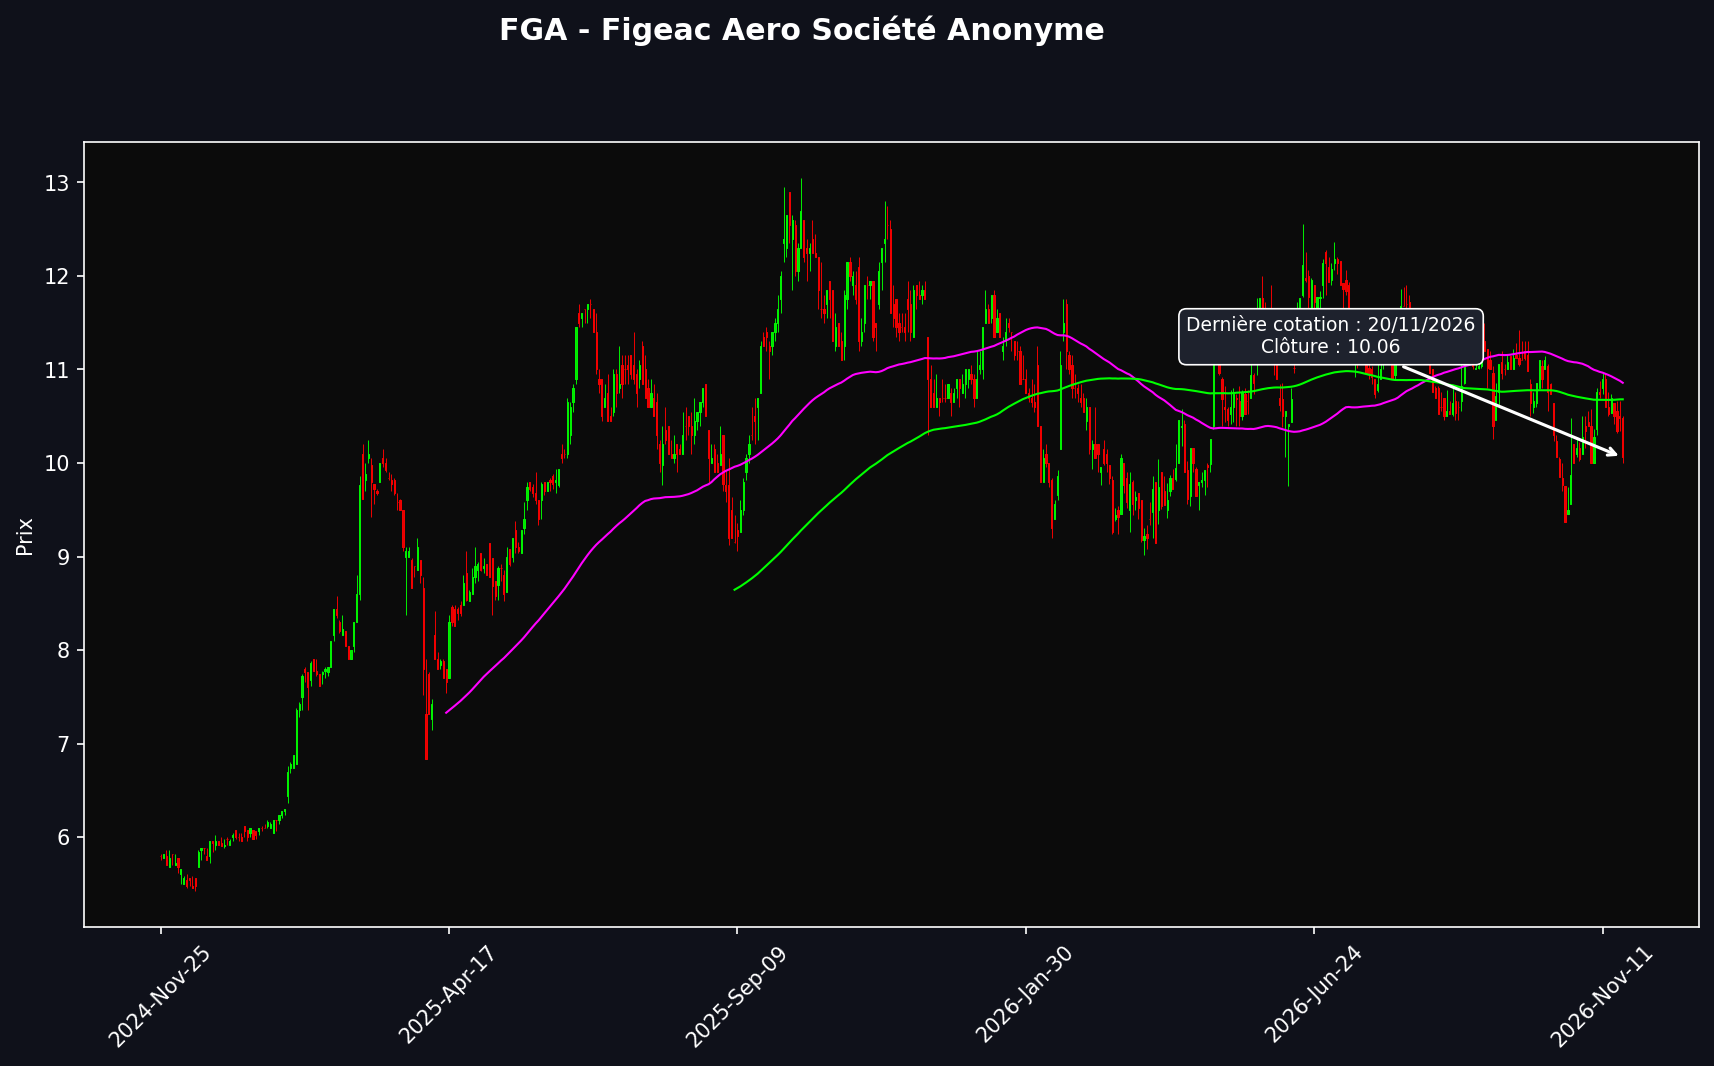 FGA - Figeac Aero Société Anonyme
Prix
13
12
11
10
9
8
7
6
Dernière cotation : 20/11/2026
Clôture : 10.06
2024-Nov-25
2025-Apr-17
2025-Sep-09
2026-Jan-30
2026-Jun-24
2026-Nov-11